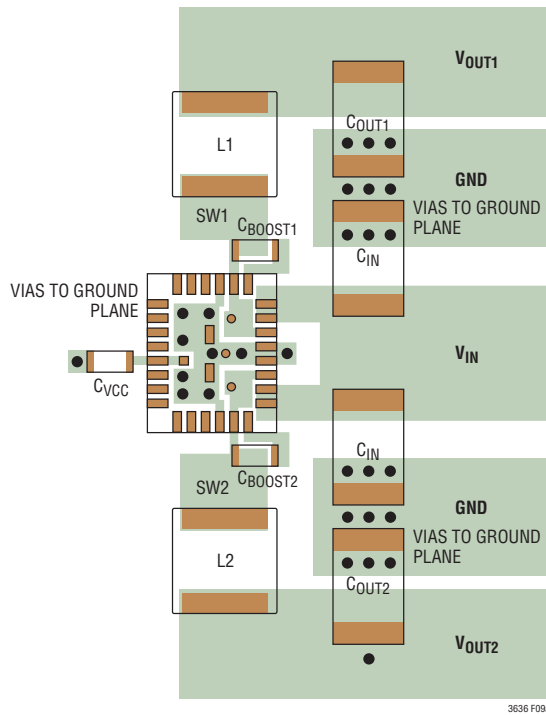 VOUT1
COUT1
L1
GND
VIAS TO GROUND
PLANE
SW1
CBOOST1
CIN
VIAS TO GROUND
PLANE
VIN
CVCC
CIN
SW2
CBOOST2
GND
VIAS TO GROUND
PLANE
L2
COUT2
VOUT2
3636 F09